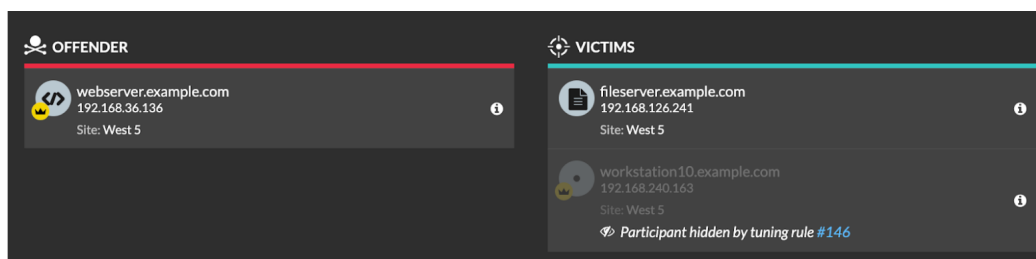 OFFENDER
webserver.example.com
192.168.36.136
Site: West 5
VICTIMS
fileserver.example.com
192.168.126.241
Site: West 5
workstation10.example.com
192.168.240.163
Site: West 5
Participant hidden by tuning rule #146